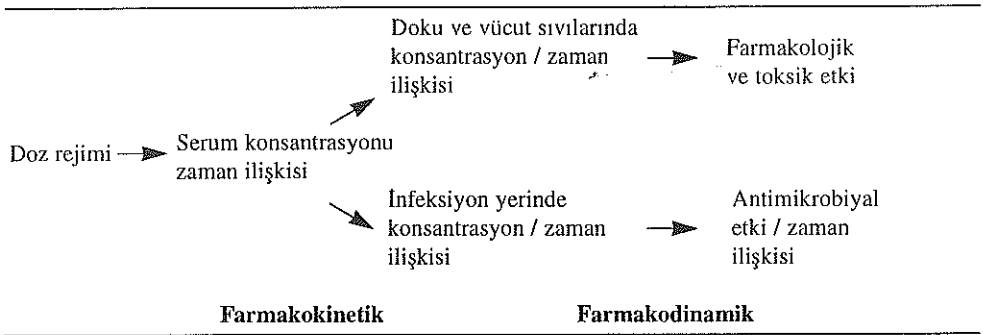 Doku ve vücut sıvılarında
konsantrasyon / zaman
ilişkisi
Farmakolojik
ve toksik etki
Doz rejimi
Serum konsantrasyonu
zaman ilişkisi
İnfeksiyon yerinde
konsantrasyon / zaman
ilişkisi
Antimikrobiyal
etki / zaman
ilişkisi
Farmakokinetik
Farmakodinamik